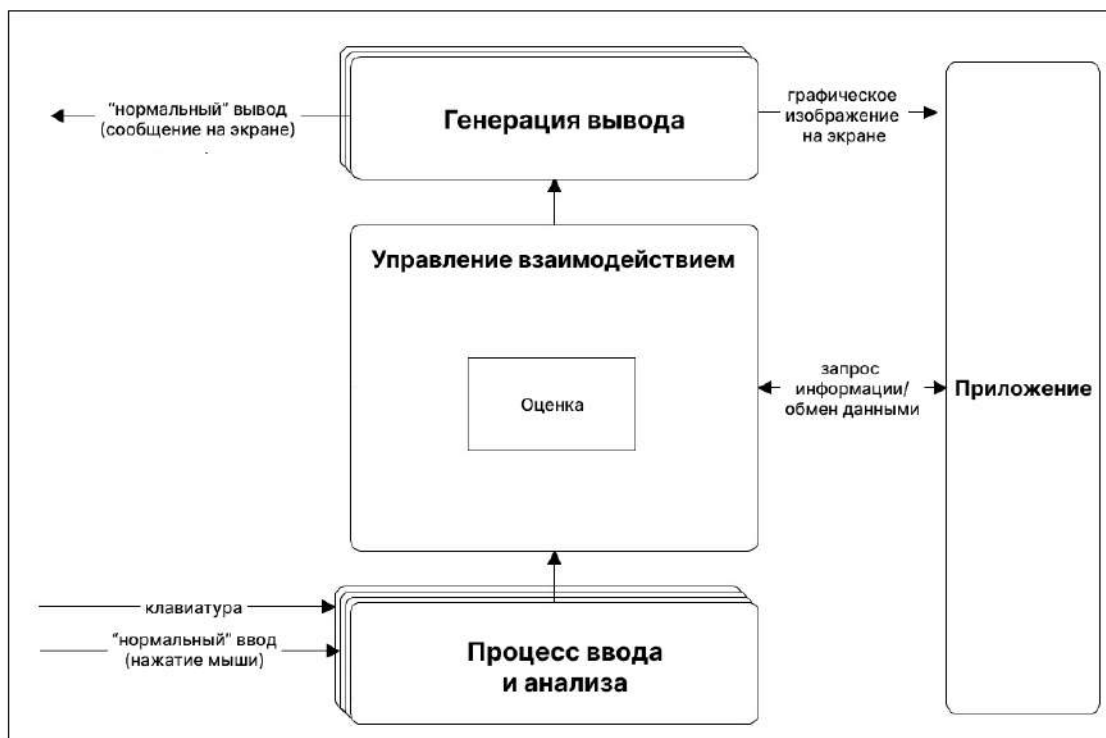 “нормальный” вывод
(сообщение на экране)
Генерация вывода
графическое
изображение
на экране
Управление взаимодействием
Оценка
запрос
информации/
обмен данными
Приложение
клавиатура
“нормальный” ввод
(нажатие мыши)
Процесс ввода
и анализа